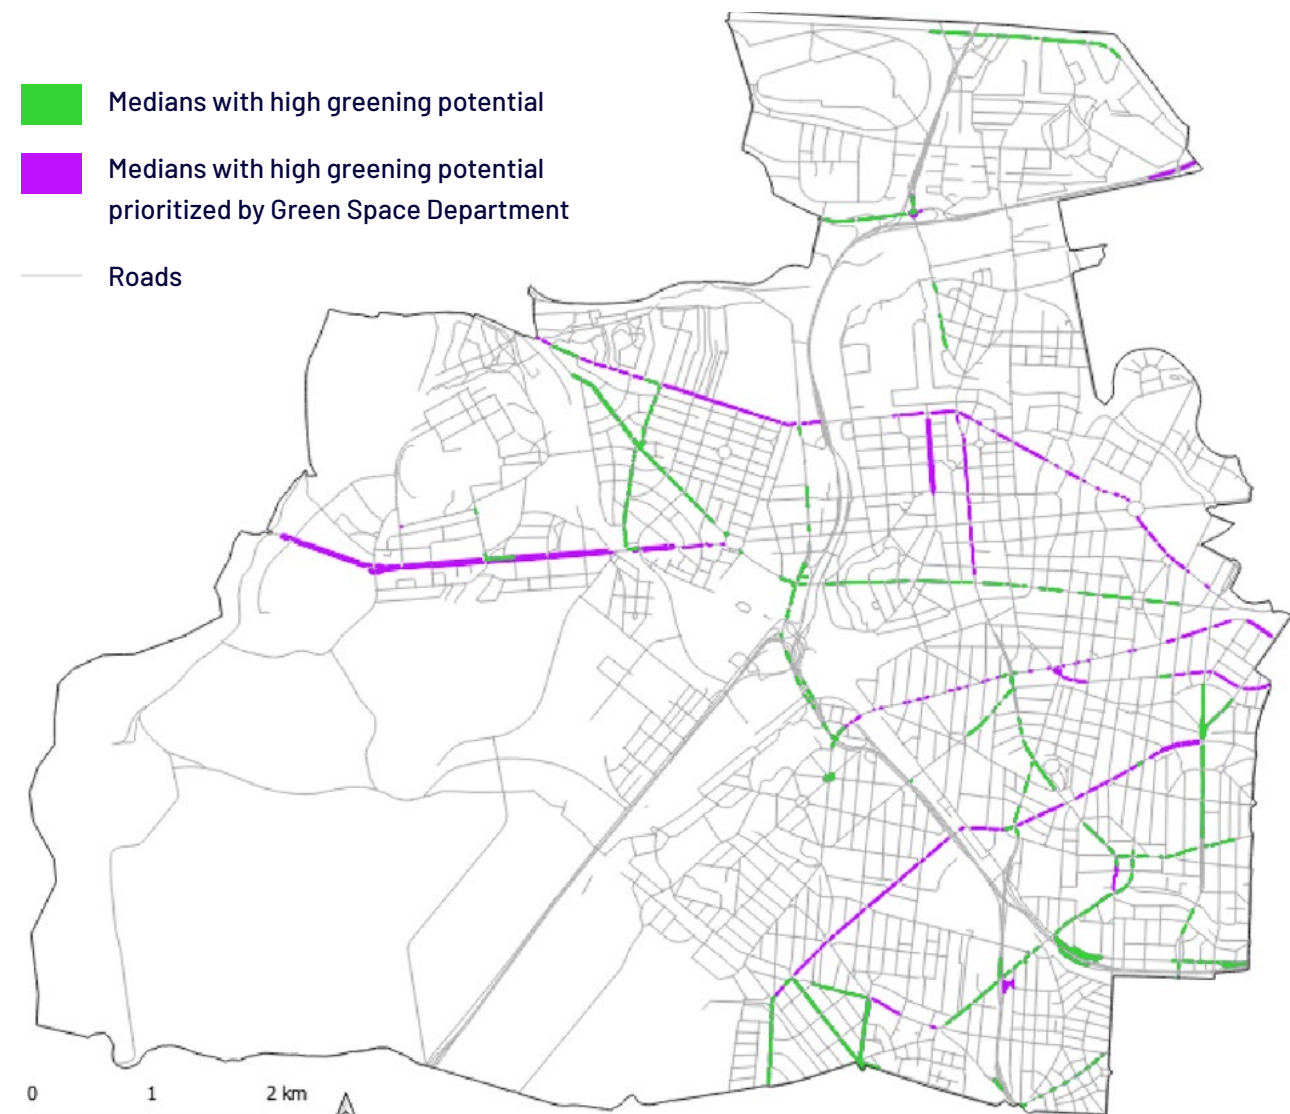 Medians with high greening potential
Medians with high greening potential
prioritized by Green Space Department
Roads
0 1 2 km